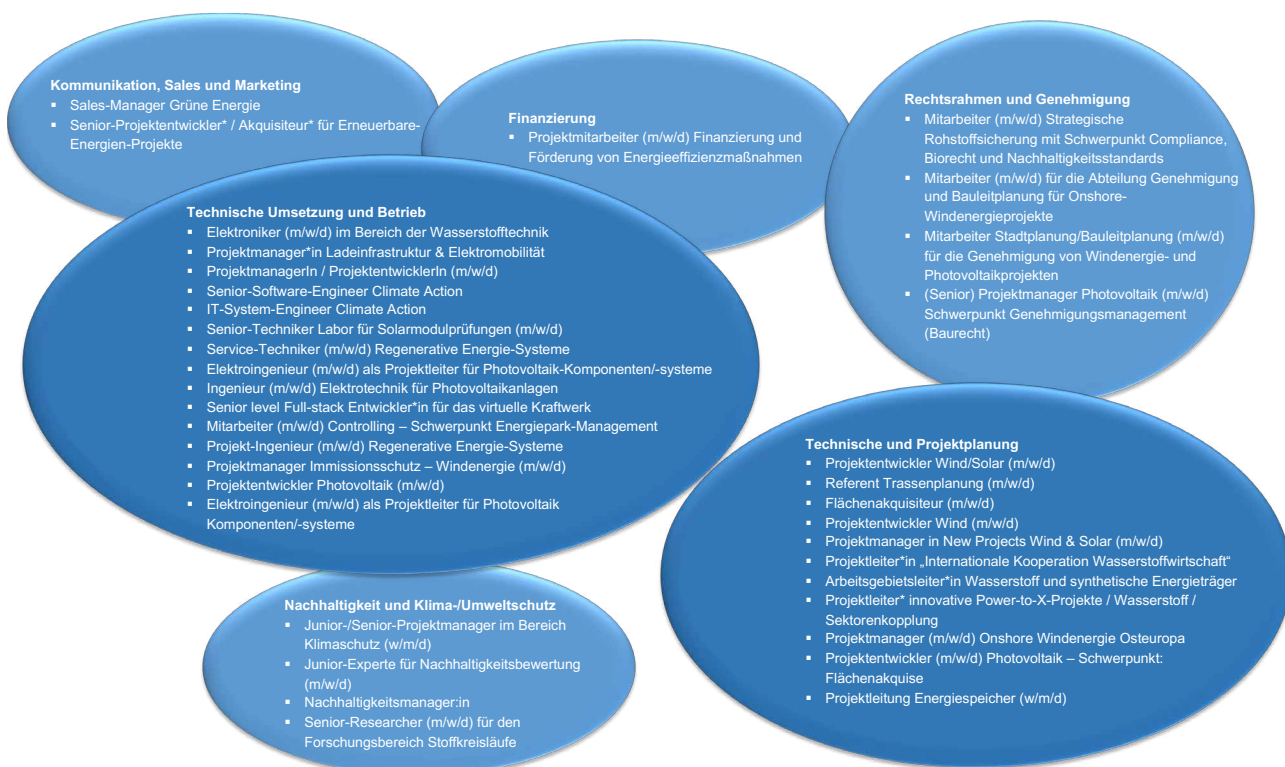 Kommunikation, Sales und Marketing
▪ Sales-Manager Grüne Energie
▪ Senior-Projektentwickler* / Akquisiteur* für Erneuerbare-
Energien-Projekte
Finanzierung
▪ Projektmitarbeiter (m/w/d) Finanzierung und
Förderung von Energieeffizienzmaßnahmen
Rechtsrahmen und Genehmigung
▪ Mitarbeiter (m/w/d) Strategische
Rohstoffsicherung mit Schwerpunkt Compliance,
Biorecht und Nachhaltigkeitsstandards
▪ Mitarbeiter (m/w/d) für die Abteilung Genehmigung
und Bauleitplanung für Onshore-
Windenergieprojekte
▪ Mitarbeiter Stadtplanung/Bauleitplanung (m/w/d)
für die Genehmigung von Windenergie- und
Photovoltaikprojekten
▪ (Senior) Projektmanager Photovoltaik (m/w/d)
Schwerpunkt Genehmigungsmanagement
(Baurecht)
Technische Umsetzung und Betrieb
▪ Elektroniker (m/w/d) im Bereich der Wasserstofftechnik
▪ Projektmanager*in Ladeinfrastruktur & Elektromobilität
▪ ProjektmanagerIn / ProjektentwicklerIn (m/w/d)
▪ Senior-Software-Engineer Climate Action
▪ IT-System-Engineer Climate Action
▪ Senior-Techniker Labor für Solarmodulprüfungen (m/w/d)
▪ Service-Techniker (m/w/d) Regenerative Energie-Systeme
▪ Elektroingenieur (m/w/d) als Projektleiter für Photovoltaik-Komponenten/-systeme
▪ Ingenieur (m/w/d) Elektrotechnik für Photovoltaikanlagen
▪ Senior level Full-stack Entwickler*in für das virtuelle Kraftwerk
▪ Mitarbeiter (m/w/d) Controlling – Schwerpunkt Energiepark-Management
▪ Projekt-Ingenieur (m/w/d) Regenerative Energie-Systeme
▪ Projektmanager Immissionsschutz – Windenergie (m/w/d)
▪ Projektentwickler Photovoltaik (m/w/d)
▪ Elektroingenieur (m/w/d) als Projektleiter für Photovoltaik
Komponenten/-systeme
Technische und Projektplanung
▪ Projektentwickler Wind/Solar (m/w/d)
▪ Referent Trassenplanung (m/w/d)
▪ Flächenakquisiteur (m/w/d)
▪ Projektentwickler Wind (m/w/d)
▪ Projektmanager in New Projects Wind & Solar (m/w/d)
▪ Projektleiter*in „Internationale Kooperation Wasserstoffwirtschaft“
▪ Arbeitsgebietsleiter*in Wasserstoff und synthetische Energieträger
▪ Projektleiter* innovative Power-to-X-Projekte / Wasserstoff /
Sektorenkopplung
▪ Projektmanager (m/w/d) Onshore Windenergie Osteuropa
▪ Projektentwickler (m/w/d) Photovoltaik – Schwerpunkt:
Flächenakquise
▪ Projektleitung Energiespeicher (w/m/d)
Nachhaltigkeit und Klima-/Umweltschutz
▪ Junior-/Senior-Projektmanager im Bereich
Klimaschutz (w/m/d)
▪ Junior-Experte für Nachhaltigkeitsbewertung
(m/w/d)
▪ Nachhaltigkeitsmanager:in
▪ Senior-Researcher (m/w/d) für den
Forschungsbereich Stoffkreisläufe